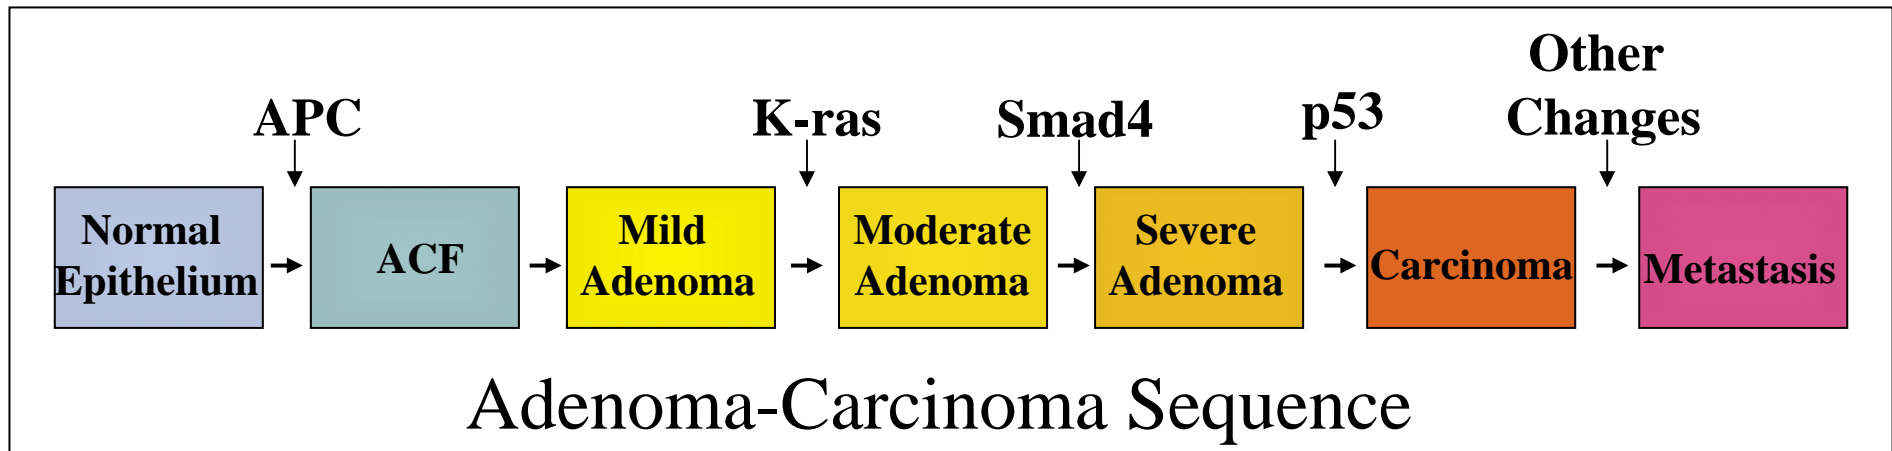 Other
APC K-ras Smad4 p53 Changes
Normal Epithelium
ACF
Mild
Adenoma
Moderate
Adenoma
Severe
Adenoma
Carcinoma
Metastasis
Adenoma-Carcinoma Sequence